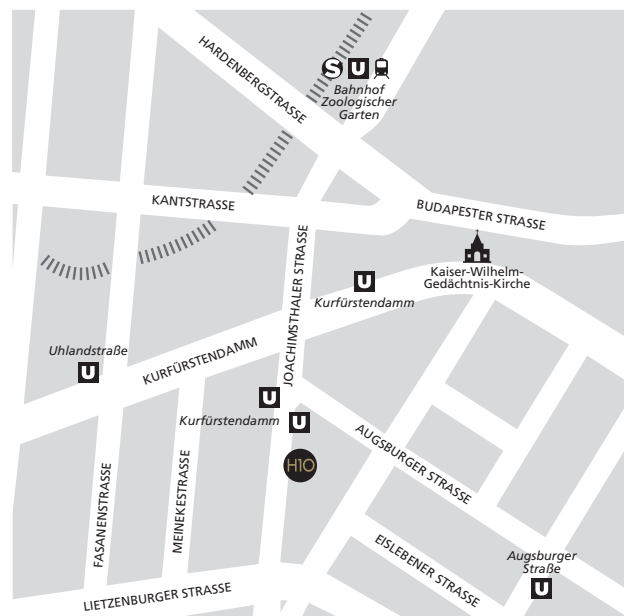 HARDENBERGSTRASSE
S U
Bahnhof
Zoologischer
Garten
KANTSTRASSE
BUDAPESTER STRASSE
JOACHIMSTHALER STRASSE
Kaiser-Wilhelm-
Gedächtnis-Kirche
U
Kurfürstendamm
Uhlandstraße
U
KURFÜRSTENDAMM
U
Kurfürstendamm
U
H10
AUGSBURGER STRASSE
FASANENSTRASSE
MEINEKESTRASSE
EISLEBENER STRASSE
Augsburger
Straße
U
LIETZENBURGER STRASSE